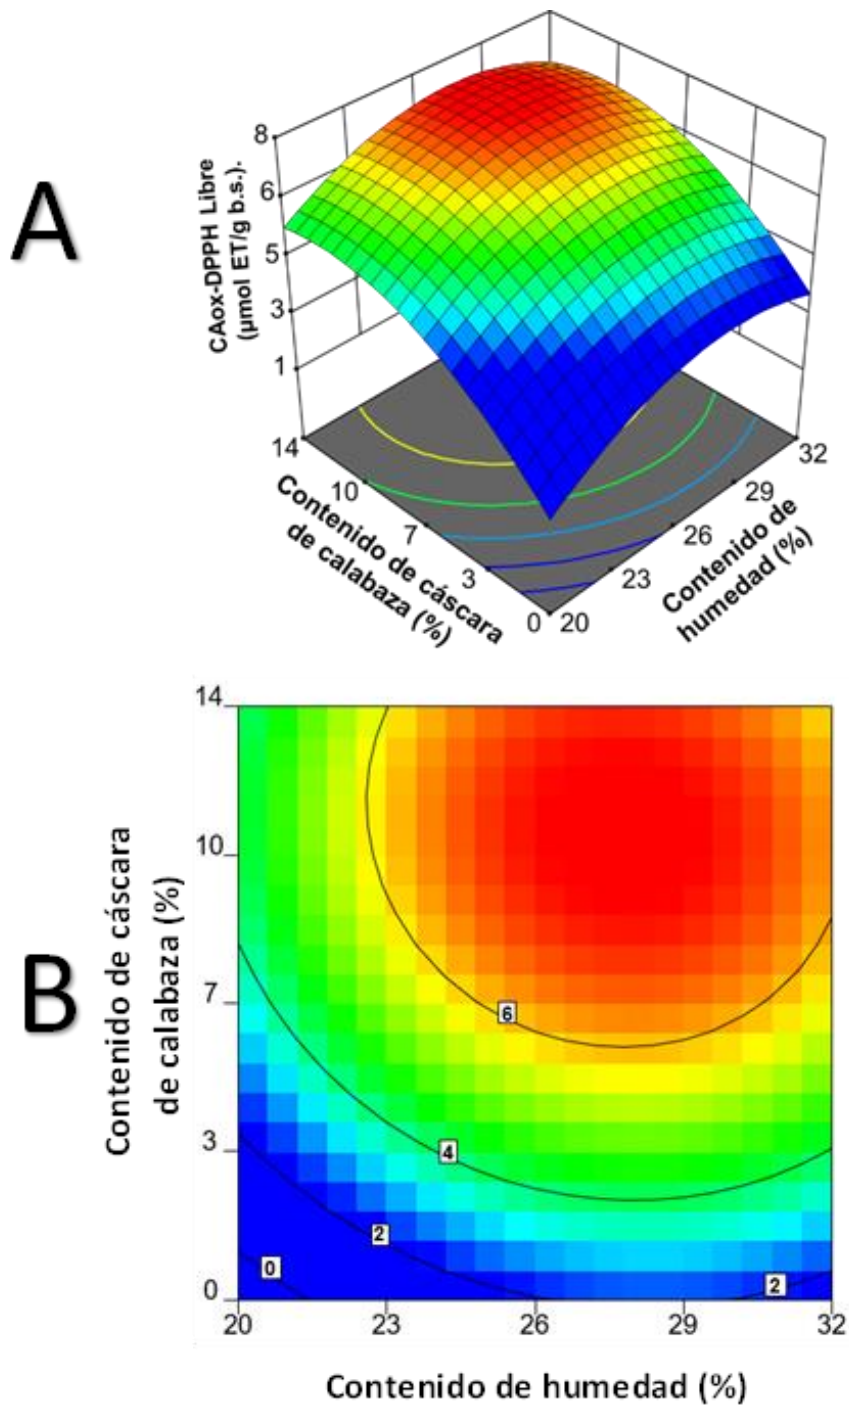 A
8
6
5
3
1
CAox-DPPH Libre
(µmol ET/g b.s.).
14
10
7
3
0
Contenido de cáscara
de calabaza (%)
20
23
26
29
32
Contenido de
humedad (%)
B
14
10
7
3
0
Contenido de cáscara
de calabaza (%)
6
4
2
0
2
20
23
26
29
32
Contenido de humedad (%)